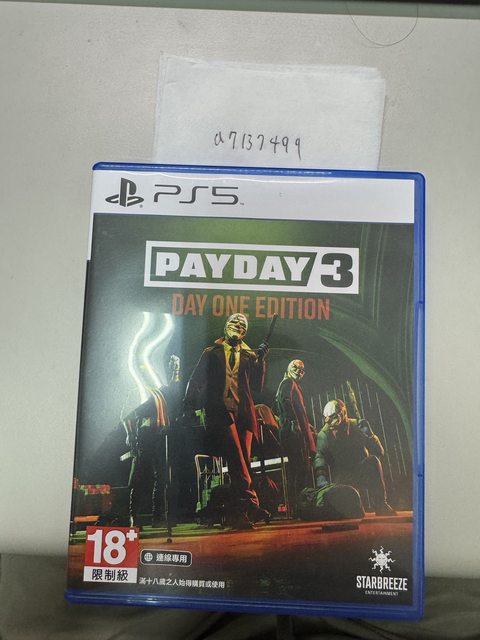 a7137499
PS5
PAYDAY 3
DAY ONE EDITION
18+
限制級
連線專用
滿十八歲之人始得購買或使用
STARBREEZE
ENTERTAINMENT